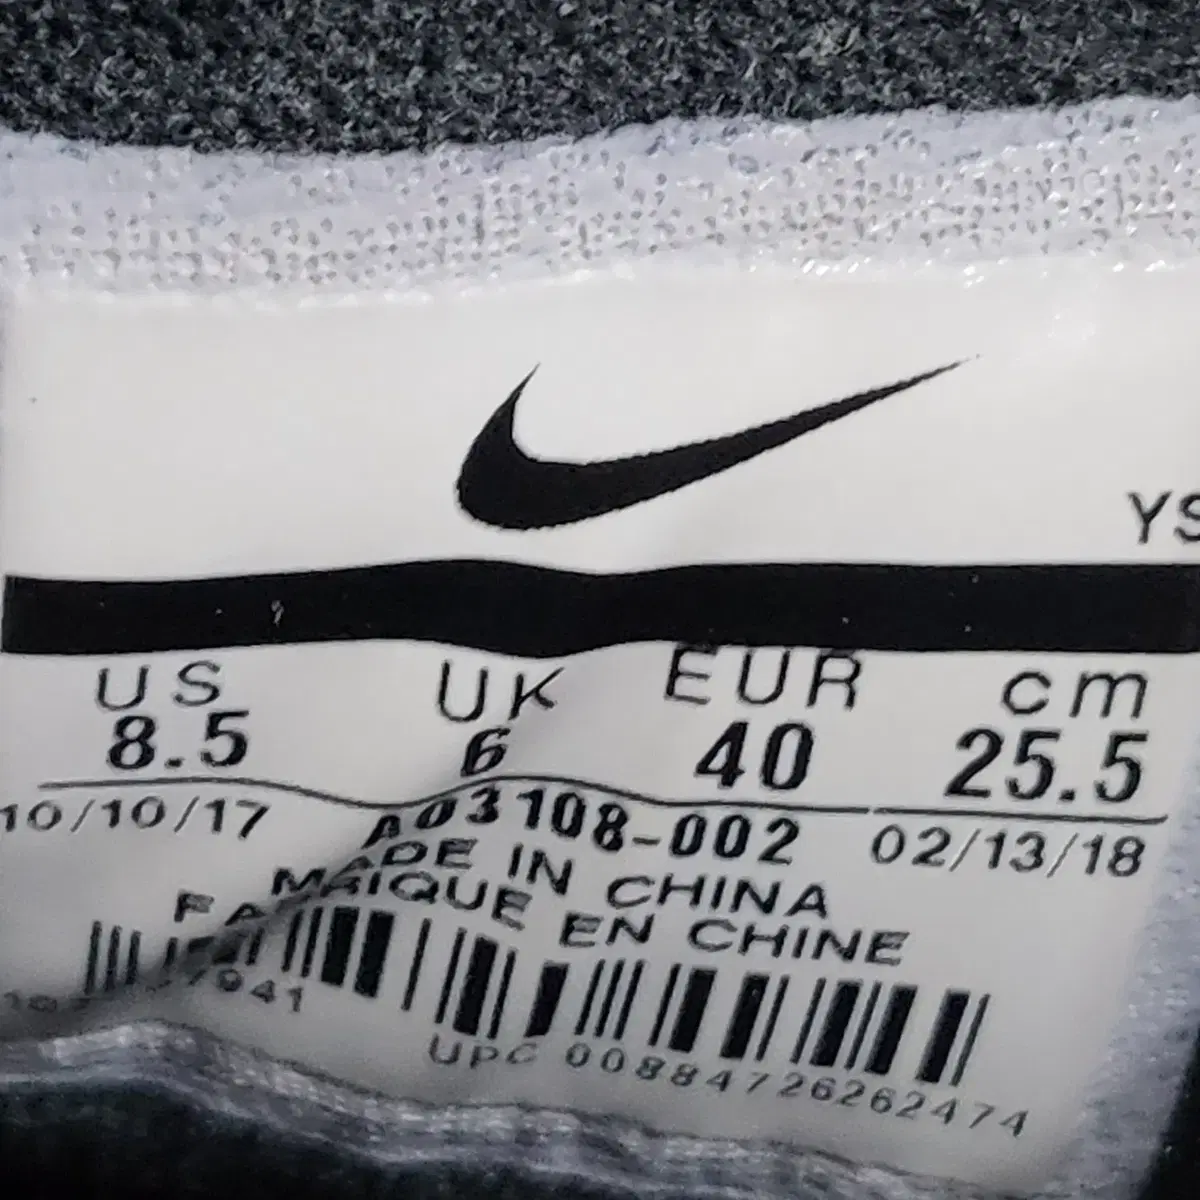 YS
US UK EUR cm
8.5 6 40 25.5
10/10/17 AO3108-002 02/13/18
MADE IN CHINA
FABRIQUE EN CHINE
UPC 00884726262474